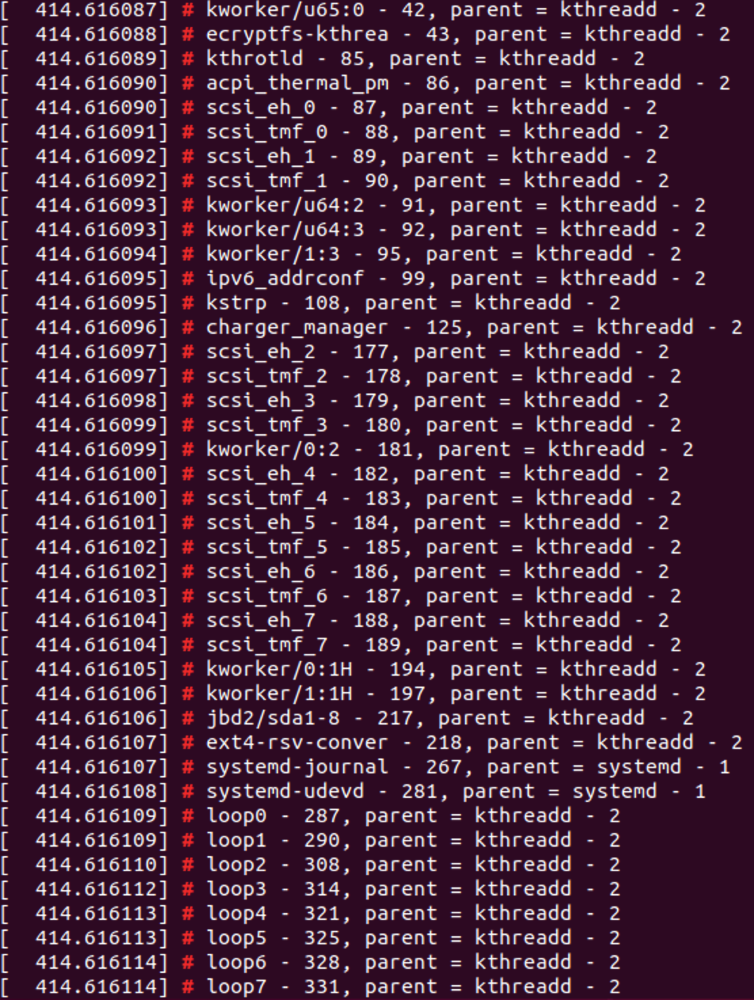 [  414.616087] # kworker/u65:0 - 42, parent = kthreadd - 2
[  414.616088] # ecryptfs-kthrea - 43, parent = kthreadd - 2
[  414.616089] # kthrotld - 85, parent = kthreadd - 2
[  414.616090] # acpi_thermal_pm - 86, parent = kthreadd - 2
[  414.616090] # scsi_eh_0 - 87, parent = kthreadd - 2
[  414.616091] # scsi_tmf_0 - 88, parent = kthreadd - 2
[  414.616092] # scsi_eh_1 - 89, parent = kthreadd - 2
[  414.616092] # scsi_tmf_1 - 90, parent = kthreadd - 2
[  414.616093] # kworker/u64:2 - 91, parent = kthreadd - 2
[  414.616093] # kworker/u64:3 - 92, parent = kthreadd - 2
[  414.616094] # kworker/1:3 - 95, parent = kthreadd - 2
[  414.616095] # ipv6_addrconf - 99, parent = kthreadd - 2
[  414.616095] # kstrp - 108, parent = kthreadd - 2
[  414.616096] # charger_manager - 125, parent = kthreadd - 2
[  414.616097] # scsi_eh_2 - 177, parent = kthreadd - 2
[  414.616097] # scsi_tmf_2 - 178, parent = kthreadd - 2
[  414.616098] # scsi_eh_3 - 179, parent = kthreadd - 2
[  414.616099] # scsi_tmf_3 - 180, parent = kthreadd - 2
[  414.616099] # kworker/0:2 - 181, parent = kthreadd - 2
[  414.616100] # scsi_eh_4 - 182, parent = kthreadd - 2
[  414.616100] # scsi_tmf_4 - 183, parent = kthreadd - 2
[  414.616101] # scsi_eh_5 - 184, parent = kthreadd - 2
[  414.616102] # scsi_tmf_5 - 185, parent = kthreadd - 2
[  414.616102] # scsi_eh_6 - 186, parent = kthreadd - 2
[  414.616103] # scsi_tmf_6 - 187, parent = kthreadd - 2
[  414.616104] # scsi_eh_7 - 188, parent = kthreadd - 2
[  414.616104] # scsi_tmf_7 - 189, parent = kthreadd - 2
[  414.616105] # kworker/0:1H - 194, parent = kthreadd - 2
[  414.616106] # kworker/1:1H - 197, parent = kthreadd - 2
[  414.616106] # jbd2/sda1-8 - 217, parent = kthreadd - 2
[  414.616107] # ext4-rsv-conver - 218, parent = kthreadd - 2
[  414.616107] # systemd-journal - 267, parent = systemd - 1
[  414.616108] # systemd-udevd - 281, parent = systemd - 1
[  414.616109] # loop0 - 287, parent = kthreadd - 2
[  414.616109] # loop1 - 290, parent = kthreadd - 2
[  414.616110] # loop2 - 308, parent = kthreadd - 2
[  414.616112] # loop3 - 314, parent = kthreadd - 2
[  414.616113] # loop4 - 321, parent = kthreadd - 2
[  414.616113] # loop5 - 325, parent = kthreadd - 2
[  414.616114] # loop6 - 328, parent = kthreadd - 2
[  414.616114] # loop7 - 331, parent = kthreadd - 2